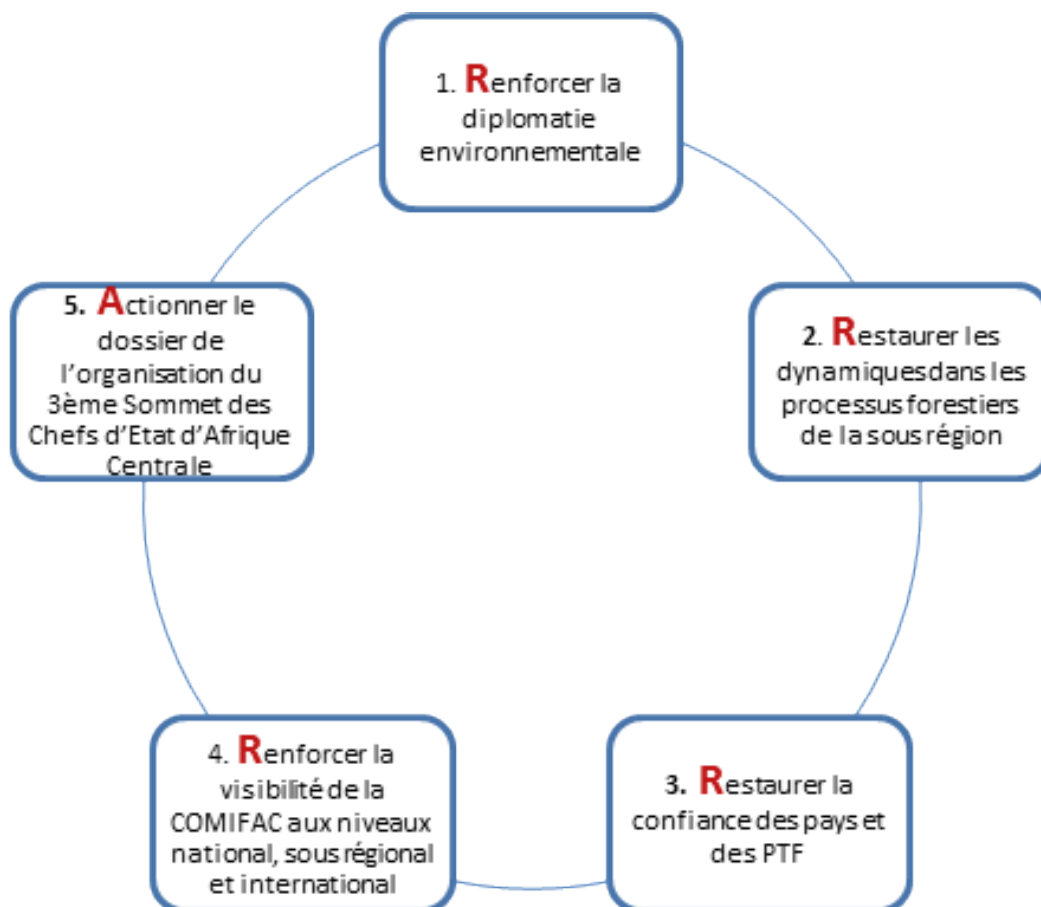 1. Renforcer la
diplomatie
environnementale
2. Restaurer les
dynamiques dans les
processus forestiers
de la sous région
3. Restaurer la
confiance des pays et
des PTF
4. Renforcer la
visibilité de la
COMIFAC aux niveaux
national, sous régional
et international
5. Actionner le
dossier de
l'organisation du
3ème Sommet des
Chefs d'Etat d'Afrique
Centrale